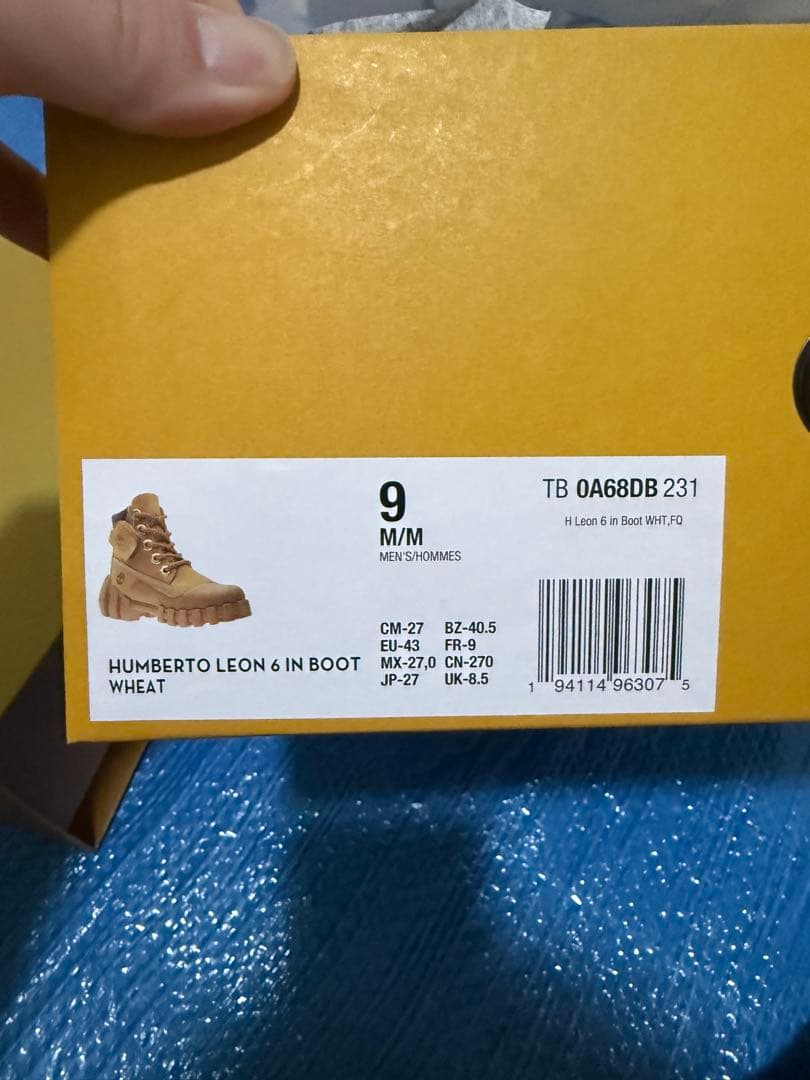 9
M/M
MEN'S/HOMMES
TB 0A68DB 231
H Leon 6 in Boot WHT,FQ
CM-27 BZ-40.5
EU-43 FR-9
MX-27,0 CN-270
JP-27 UK-8.5
HUMBERTO LEON 6 IN BOOT
WHEAT
1 94114 96307 5